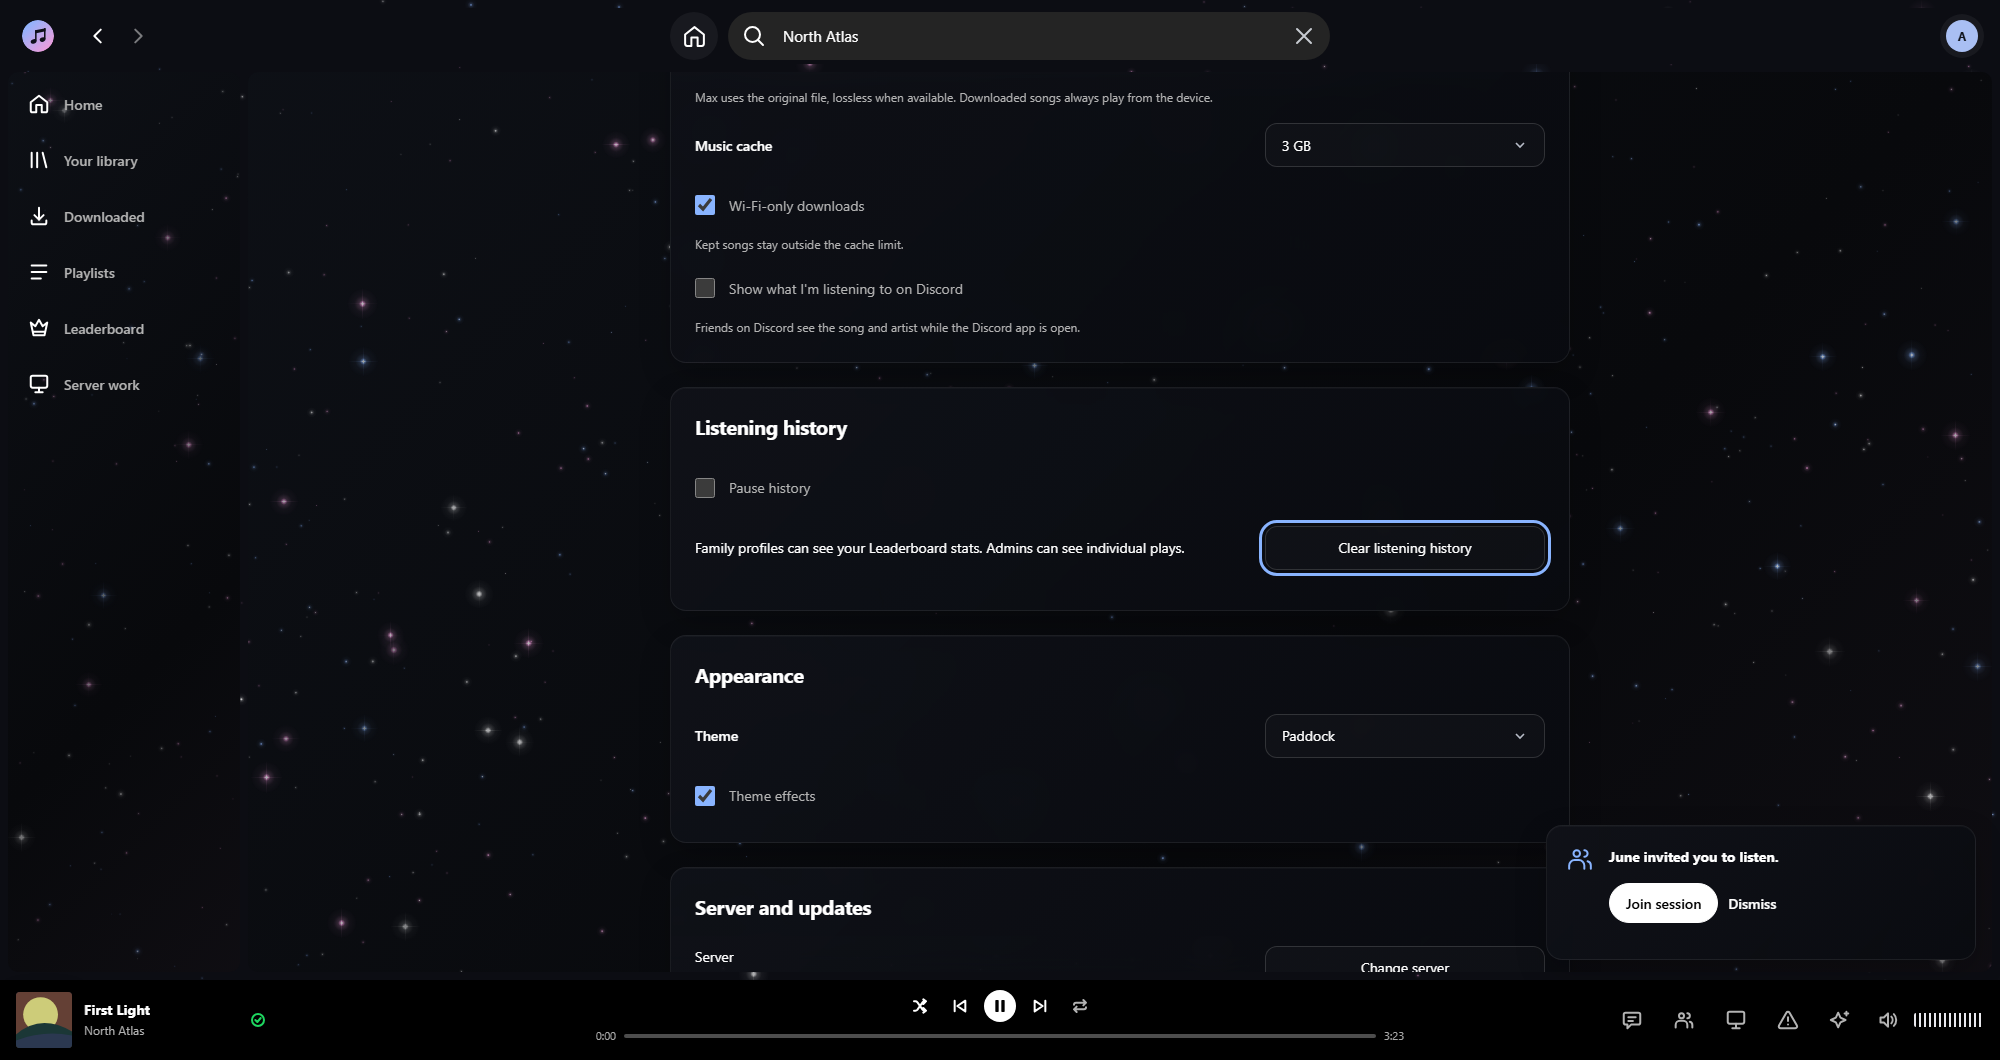 North Atlas
A
Home
Your library
Downloaded
Playlists
Leaderboard
Server work
Max uses the original file, lossless when available. Downloaded songs always play from the device.
Music cache
3 GB
Wi-Fi-only downloads
Kept songs stay outside the cache limit.
Show what I'm listening to on Discord
Friends on Discord see the song and artist while the Discord app is open.
Listening history
Pause history
Family profiles can see your Leaderboard stats. Admins can see individual plays.
Clear listening history
Appearance
Theme
Paddock
Theme effects
Server and updates
Server
Change server
June invited you to listen.
Join session
Dismiss
First Light
North Atlas
0:00
3:23